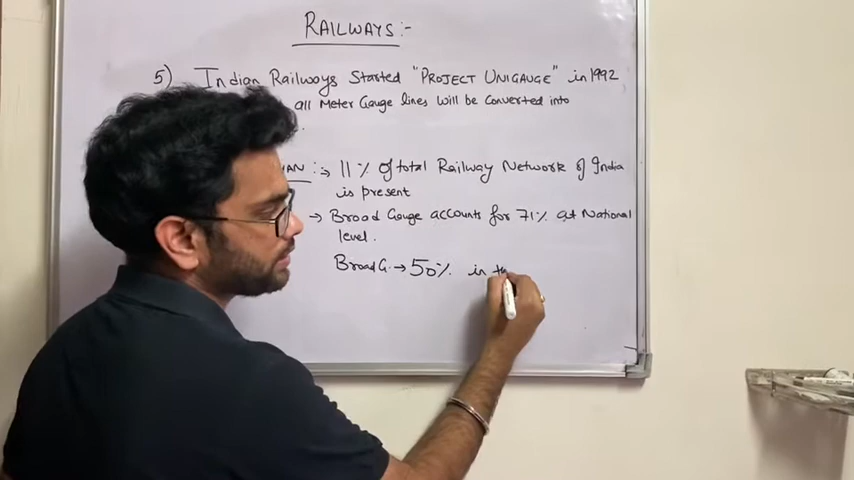 RAILWAYS :-
5) Indian Railways Started "PROJECT UNIGAUGE" in 1992
all Meter Gauge lines will be Converted into
:→ 11% of total Railway Network of India
is present
→ Broad Gauge accounts for 71% at National
level.
Broad G. → 50% in